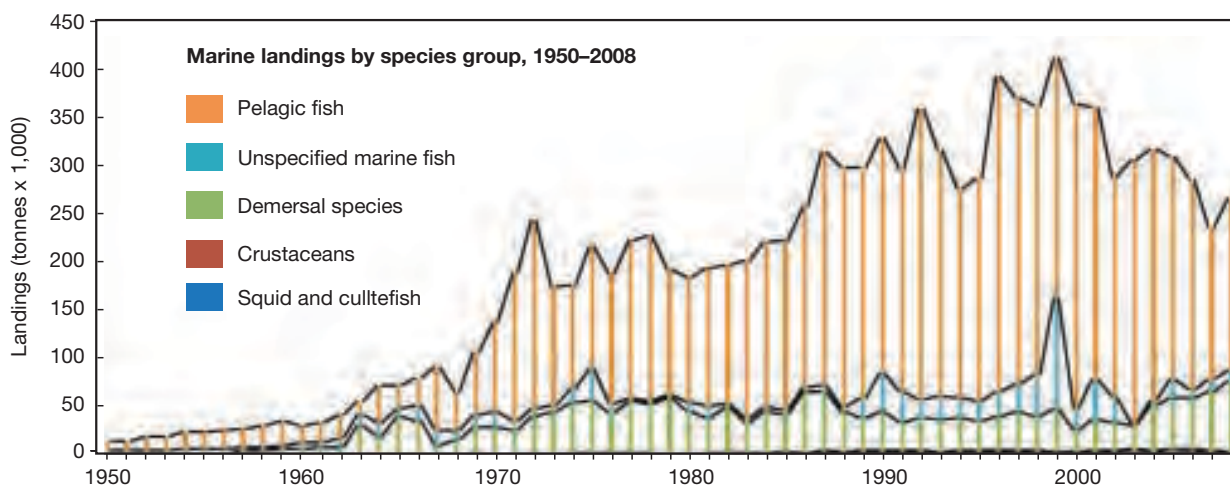 Marine landings by species group, 1950–2008
Pelagic fish
Unspecified marine fish
Demersal species
Crustaceans
Squid and culltefish
Landings (tonnes x 1,000)
450
400
350
300
250
200
150
100
50
0
1950
1960
1970
1980
1990
2000